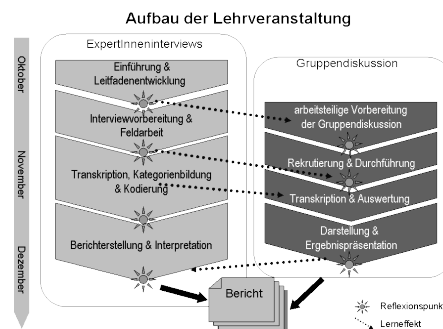 Aufbau der Lehrveranstaltung
ExpertInneninterviews
Gruppendiskussion
Oktober
November
Dezember
Einführung &
Leitfadenentwicklung
Interviewvorbereitung &
Feldarbeit
Transkription, Kategorienbildung
& Kodierung
Berichterstellung & Interpretation
arbeitsteilige Vorbereitung
der Gruppendiskussion
Rekrutierung & Durchführung
Transkription & Auswertung
Darstellung &
Ergebnispräsentation
Bericht
Reflexionspunk
Lerneffekt